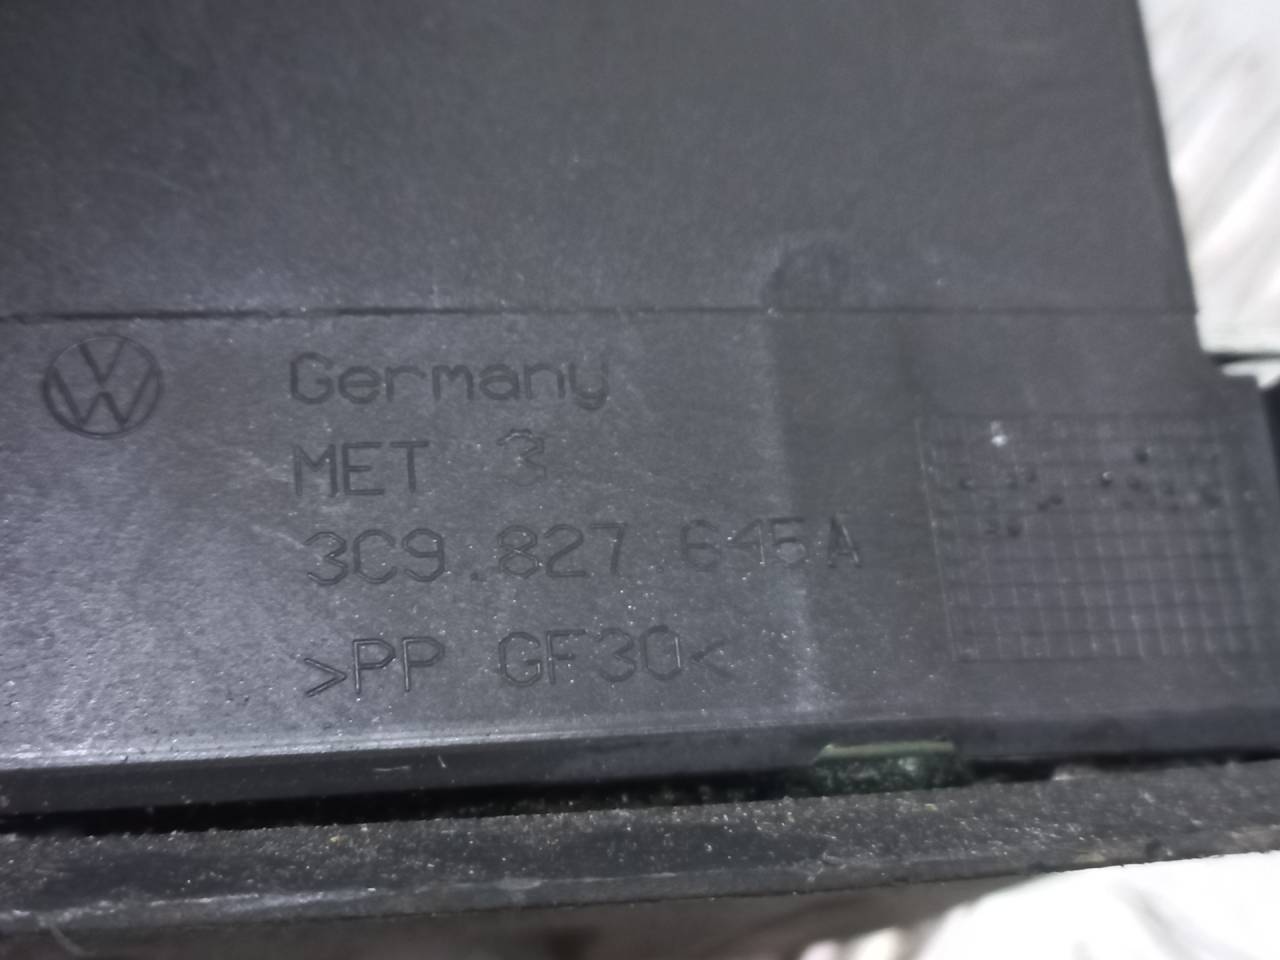 Germany
MET 3
3C9.827.645A
>PP GF30<